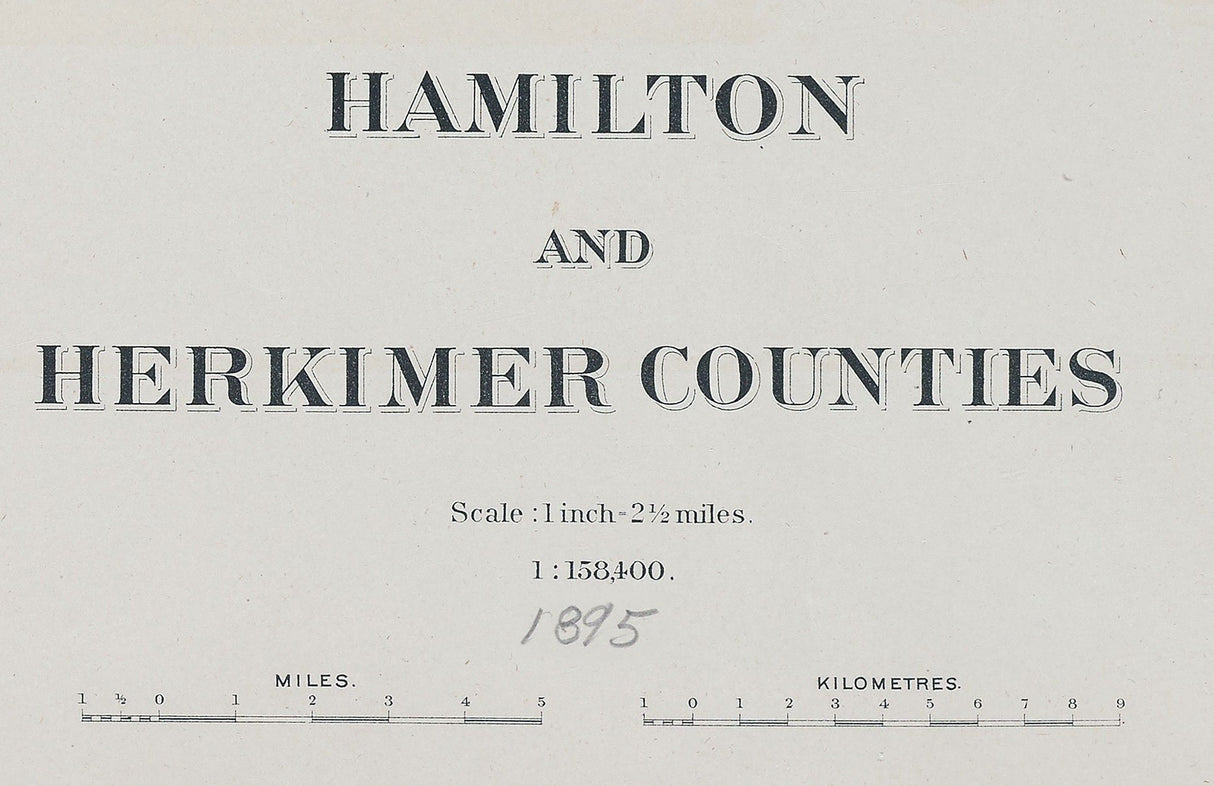 HAMILTON
AND
HERKIMER COUNTIES
Scale : 1 inch = 2½ miles.
1 : 158,400.
1895
MILES.
1 ½ 0 1 2 3 4 5
KILOMETRES.
1 0 1 2 3 4 5 6 7 8 9